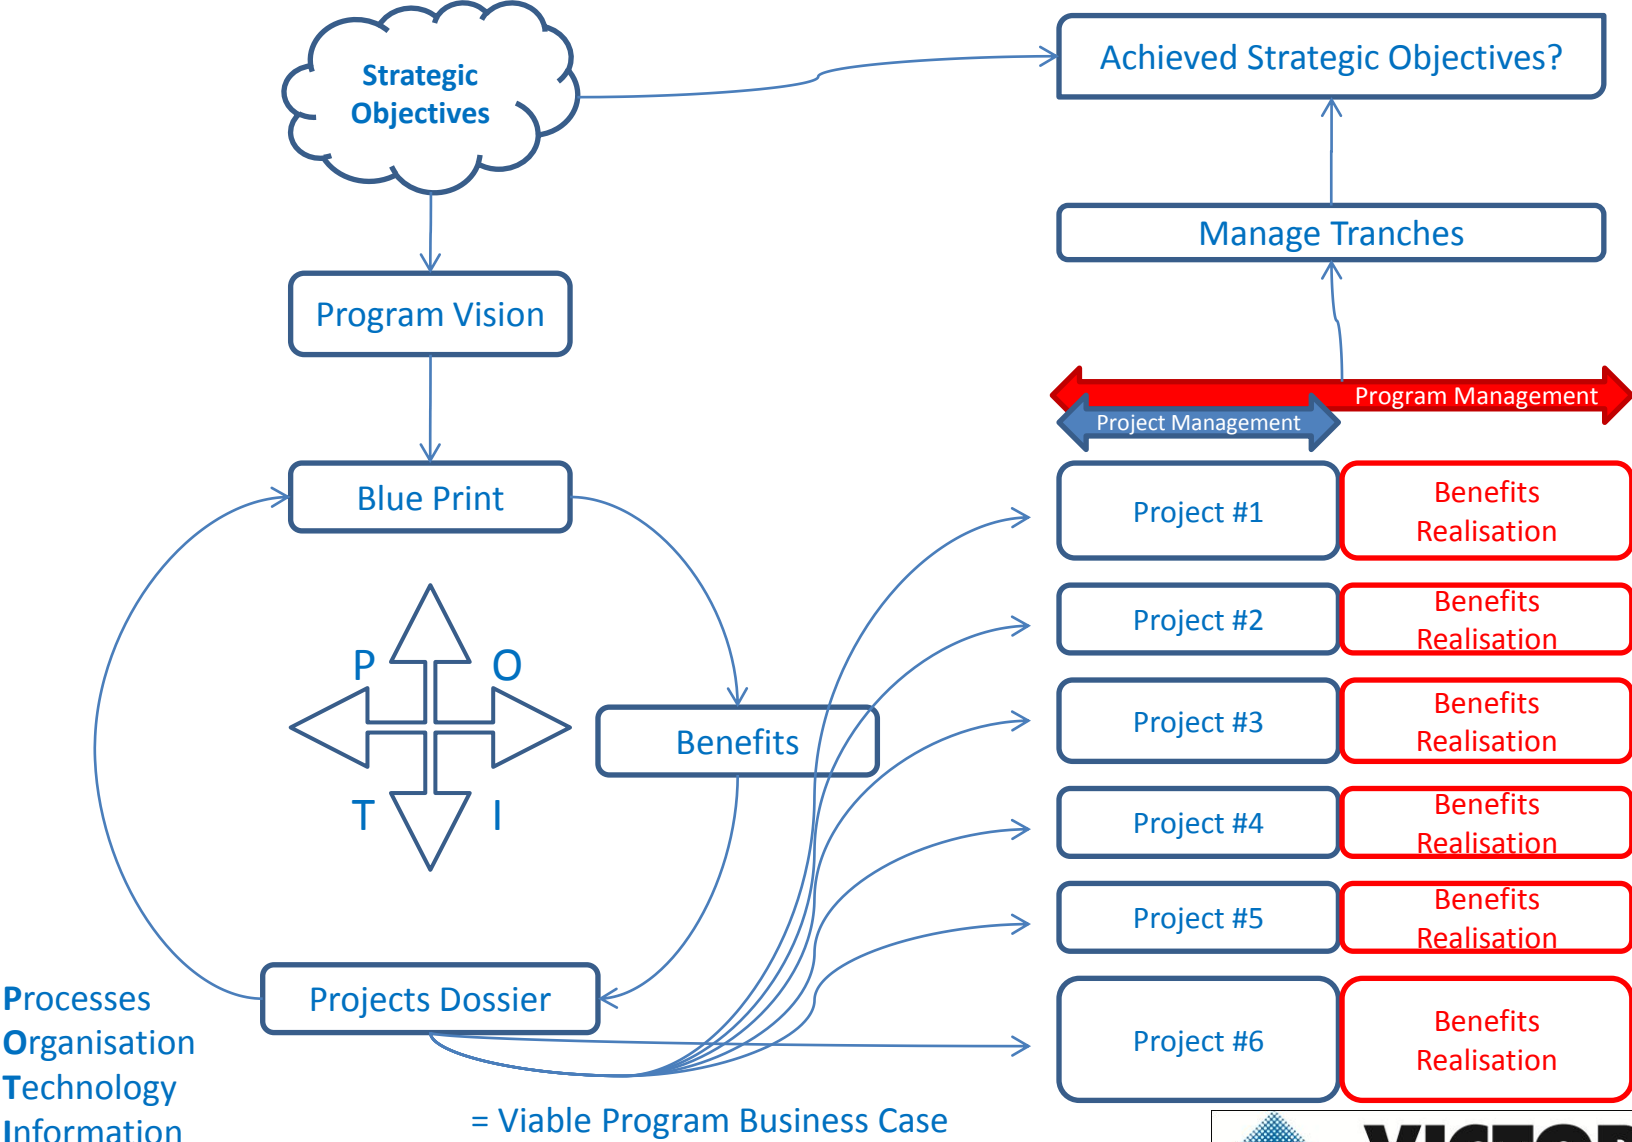 Strategic
Objectives
Achieved Strategic Objectives?
Manage Tranches
Program Vision
Program Management
Project Management
Blue Print
Project #1
Benefits
Realisation
Project #2
Benefits
Realisation
P
O
Project #3
Benefits
Realisation
Benefits
T
I
Project #4
Benefits
Realisation
Project #5
Benefits
Realisation
Projects Dossier
Project #6
Benefits
Realisation
Processes
Organisation
Technology
Information
= Viable Program Business Case